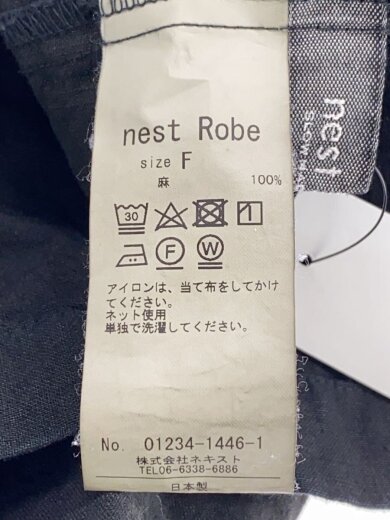 nest Robe
size F
麻 100%
30
F W
アイロンは、当て布をしてかけ
てください。
ネット使用
単独で洗濯してください。
No. 01234-1446-1
株式会社ネキスト
TEL06-6338-6886
日本製
nest